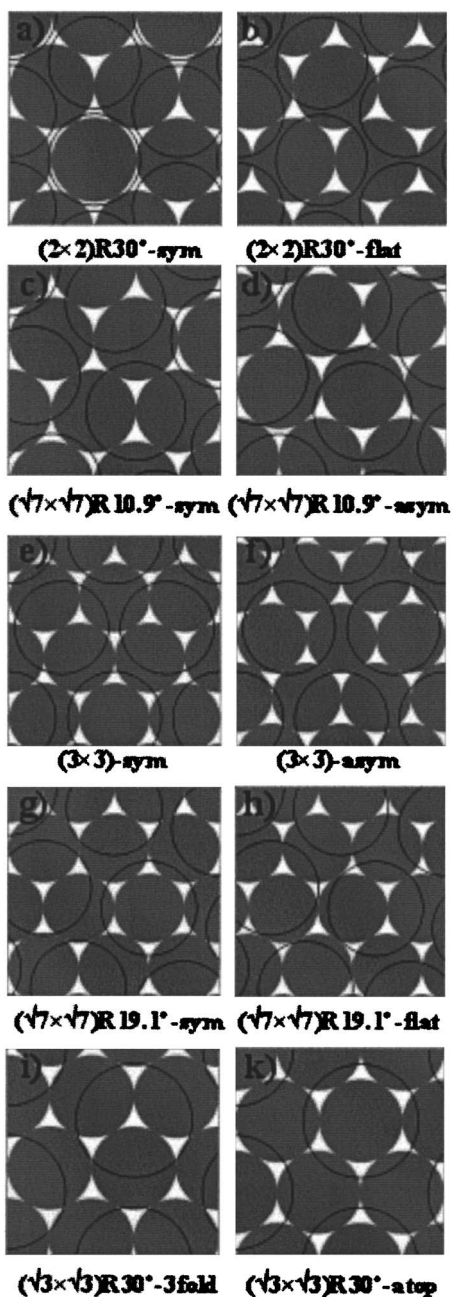 a) b)
(2×2)R30°-sym (2×2)R30°-flat
c) d)
(√7×√7)R10.9°-sym (√7×√7)R10.9°-asym
e) f)
(3×3)-sym (3×3)-asym
g) h)
(√7×√7)R19.1°-sym (√7×√7)R19.1°-flat
i) k)
(√3×√3)R30°-3fold (√3×√3)R30°-atop